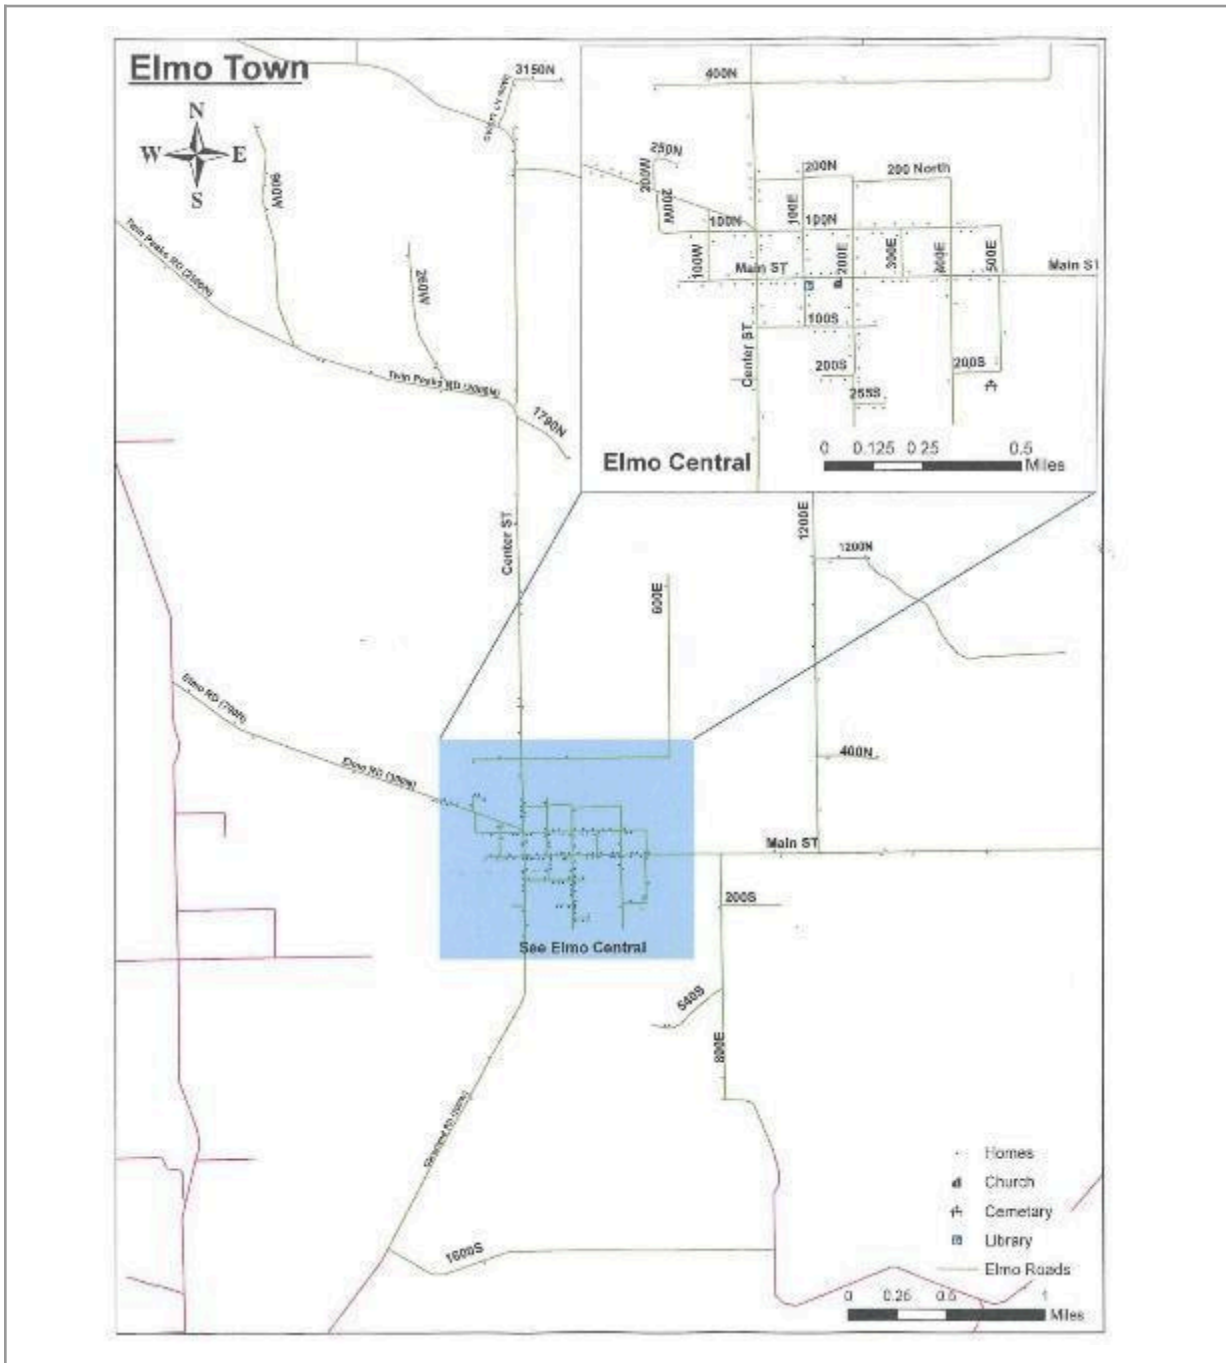 Elmo Town
N
W E
S
3150N
900W
260W
Twin Peaks RD (2500N)
Twin Peaks RD (2000N)
1790N
Center ST
400N
250N
200W
200W
200N
200 North
100E
100N
100N
100W
200E
300E
400E
500E
Main ST
Main ST
100S
Center ST
200S
200S
255S
Elmo Central
0 0.125 0.25 0.5
Miles
1200E
1200N
600E
Elmo RD (700N)
Elmo RD (300N)
400N
Main ST
200S
See Elmo Central
540S
800E
1600S
Homes
Church
Cemetary
Library
Elmo Roads
0 0.25 0.5 1
Miles